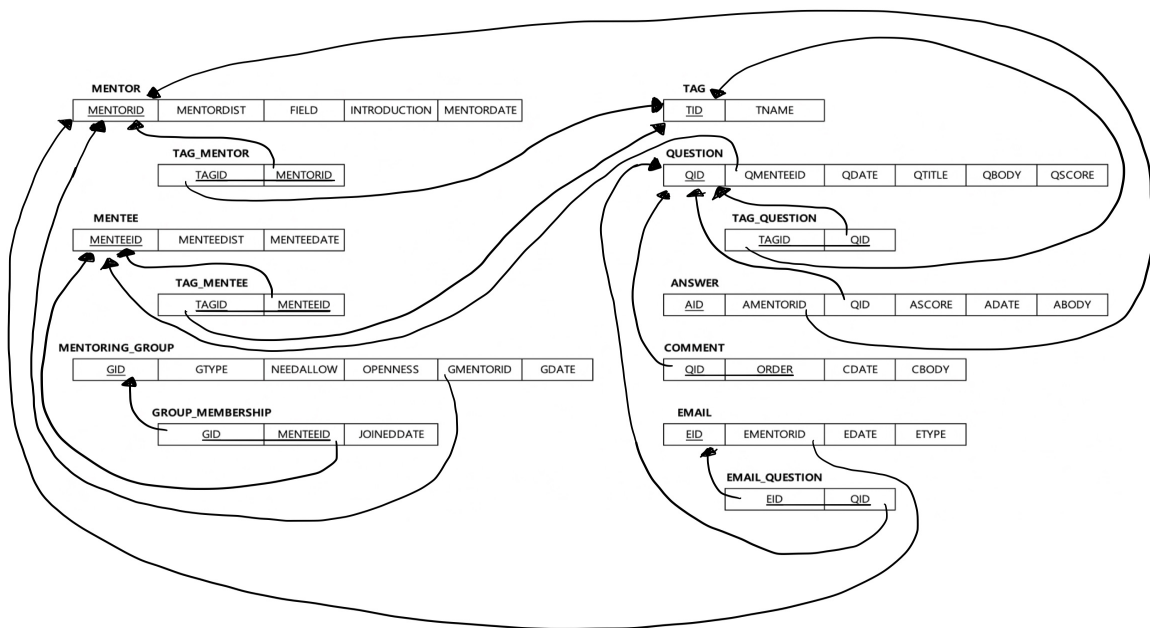 MENTOR
MENTORID MENTORDIST FIELD INTRODUCTION MENTORDATE
TAG_MENTOR
TAGID MENTORID
MENTEE
MENTEEID MENTEEDIST MENTEEDATE
TAG_MENTEE
TAGID MENTEEID
MENTORING_GROUP
GID GTYPE NEEDALLOW OPENNESS GMENTORID GDATE
GROUP_MEMBERSHIP
GID MENTEEID JOINEDDATE
TAG
TID TNAME
QUESTION
QID QMENTEEID QDATE QTITLE QBODY QSCORE
TAG_QUESTION
TAGID QID
ANSWER
AID AMENTORID QID ASCORE ADATE ABODY
COMMENT
QID ORDER CDATE CBODY
EMAIL
EID EMENTORID EDATE ETYPE
EMAIL_QUESTION
EID QID